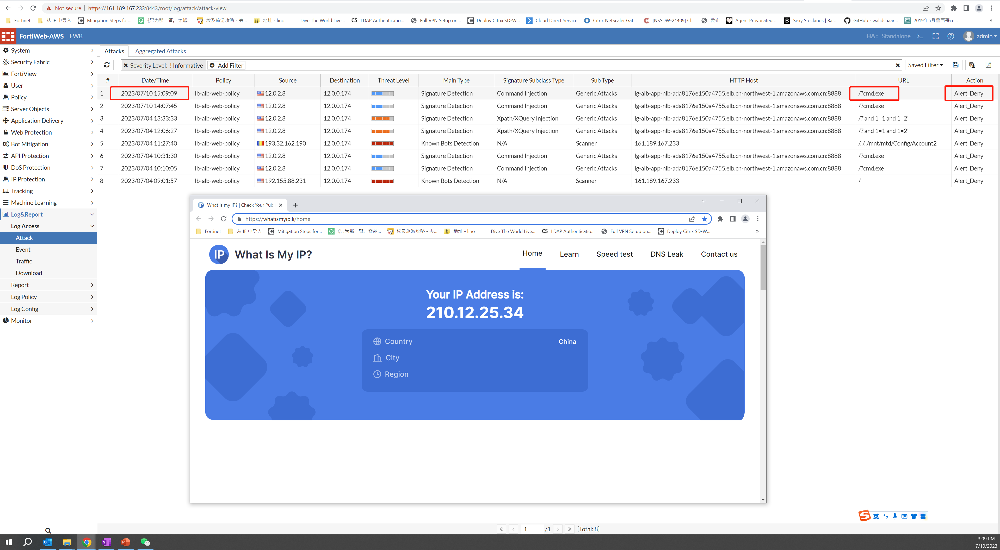 Not secure | https://161.189.167.233:8443/root/log/attack/attack-view
Fortinet 从 IE 中导入 Mitigation Steps for... 《只为那一瞥，穿越... 埃及旅游攻略 - 去... 地址 - lino Dive The World Live... CS LDAP Authenticatio... Full VPN Setup on... Deploy Citrix SD-W... Cloud Direct Service Citrix NetScaler Gat... [NSSDW-21409] Cl... 发布 Agent Provocateur... Sexy Stockings | Bar... GitHub - walidshaar... 2019年5月墨西哥ce... »
FortiWeb-AWS FWB HA: Standalone admin
System
Security Fabric
FortiView
User
Policy
Server Objects
Application Delivery
Web Protection
Bot Mitigation
API Protection
DoS Protection
IP Protection
Tracking
Machine Learning
Log&Report
Log Access
Attack
Event
Traffic
Download
Report
Log Policy
Log Config
Monitor
Attacks Aggregated Attacks
Severity Level: ! Informative Add Filter Saved Filter
# Date/Time Policy Source Destination Threat Level Main Type Signature Subclass Type Sub Type HTTP Host URL Action
1 2023/07/10 15:09:09 lb-alb-web-policy 12.0.2.8 12.0.0.174 Signature Detection Command Injection Generic Attacks lg-alb-app-nlb-ada8176e150a4755.elb.cn-northwest-1.amazonaws.com.cn:8888 /?cmd.exe Alert_Deny
2 2023/07/10 14:07:45 lb-alb-web-policy 12.0.2.8 12.0.0.174 Signature Detection Command Injection Generic Attacks lg-alb-app-nlb-ada8176e150a4755.elb.cn-northwest-1.amazonaws.com.cn:8888 /?cmd.exe Alert_Deny
3 2023/07/04 13:33:33 lb-alb-web-policy 12.0.2.8 12.0.0.174 Signature Detection Xpath/XQuery Injection Generic Attacks lg-alb-app-nlb-ada8176e150a4755.elb.cn-northwest-1.amazonaws.com.cn:8888 /?'and 1=1 and 1=2' Alert_Deny
4 2023/07/04 12:06:27 lb-alb-web-policy 12.0.2.8 12.0.0.174 Signature Detection Xpath/XQuery Injection Generic Attacks lg-alb-app-nlb-ada8176e150a4755.elb.cn-northwest-1.amazonaws.com.cn:8888 /?'and 1=1 and 1=2' Alert_Deny
5 2023/07/04 11:27:40 lb-alb-web-policy 193.32.162.190 12.0.0.174 Known Bots Detection N/A Scanner 161.189.167.233 /../../mnt/mtd/Config/Account2 Alert_Deny
6 2023/07/04 10:31:30 lb-alb-web-policy 12.0.2.8 12.0.0.174 Signature Detection Command Injection Generic Attacks lg-alb-app-nlb-ada8176e150a4755.elb.cn-northwest-1.amazonaws.com.cn:8888 /?cmd.exe Alert_Deny
7 2023/07/04 10:10:05 lb-alb-web-policy 12.0.2.8 12.0.0.174 Signature Detection Command Injection Generic Attacks lg-alb-app-nlb-ada8176e150a4755.elb.cn-northwest-1.amazonaws.com.cn:8888 /?cmd.exe Alert_Deny
8 2023/07/04 09:01:57 lb-alb-web-policy 192.155.88.231 12.0.0.174 Known Bots Detection N/A Scanner 161.189.167.233 / Alert_Deny
What is my IP? | Check Your Publi
https://whatismyip.li/home
Fortinet 从 IE 中导入 Mitigation Steps for... 《只为那一瞥，穿越... 埃及旅游攻略 - 去... 地址 - lino Dive The World Live... CS LDAP Authenticatio... Full VPN Setup on... Deploy Citrix SD-W... »
IP What Is My IP? Home Learn Speed test DNS Leak Contact us
Your IP Address is:
210.12.25.34
Country China
City
Region
英
« ‹ 1 /1 › » [Total: 8]
3:09 PM
7/10/2023